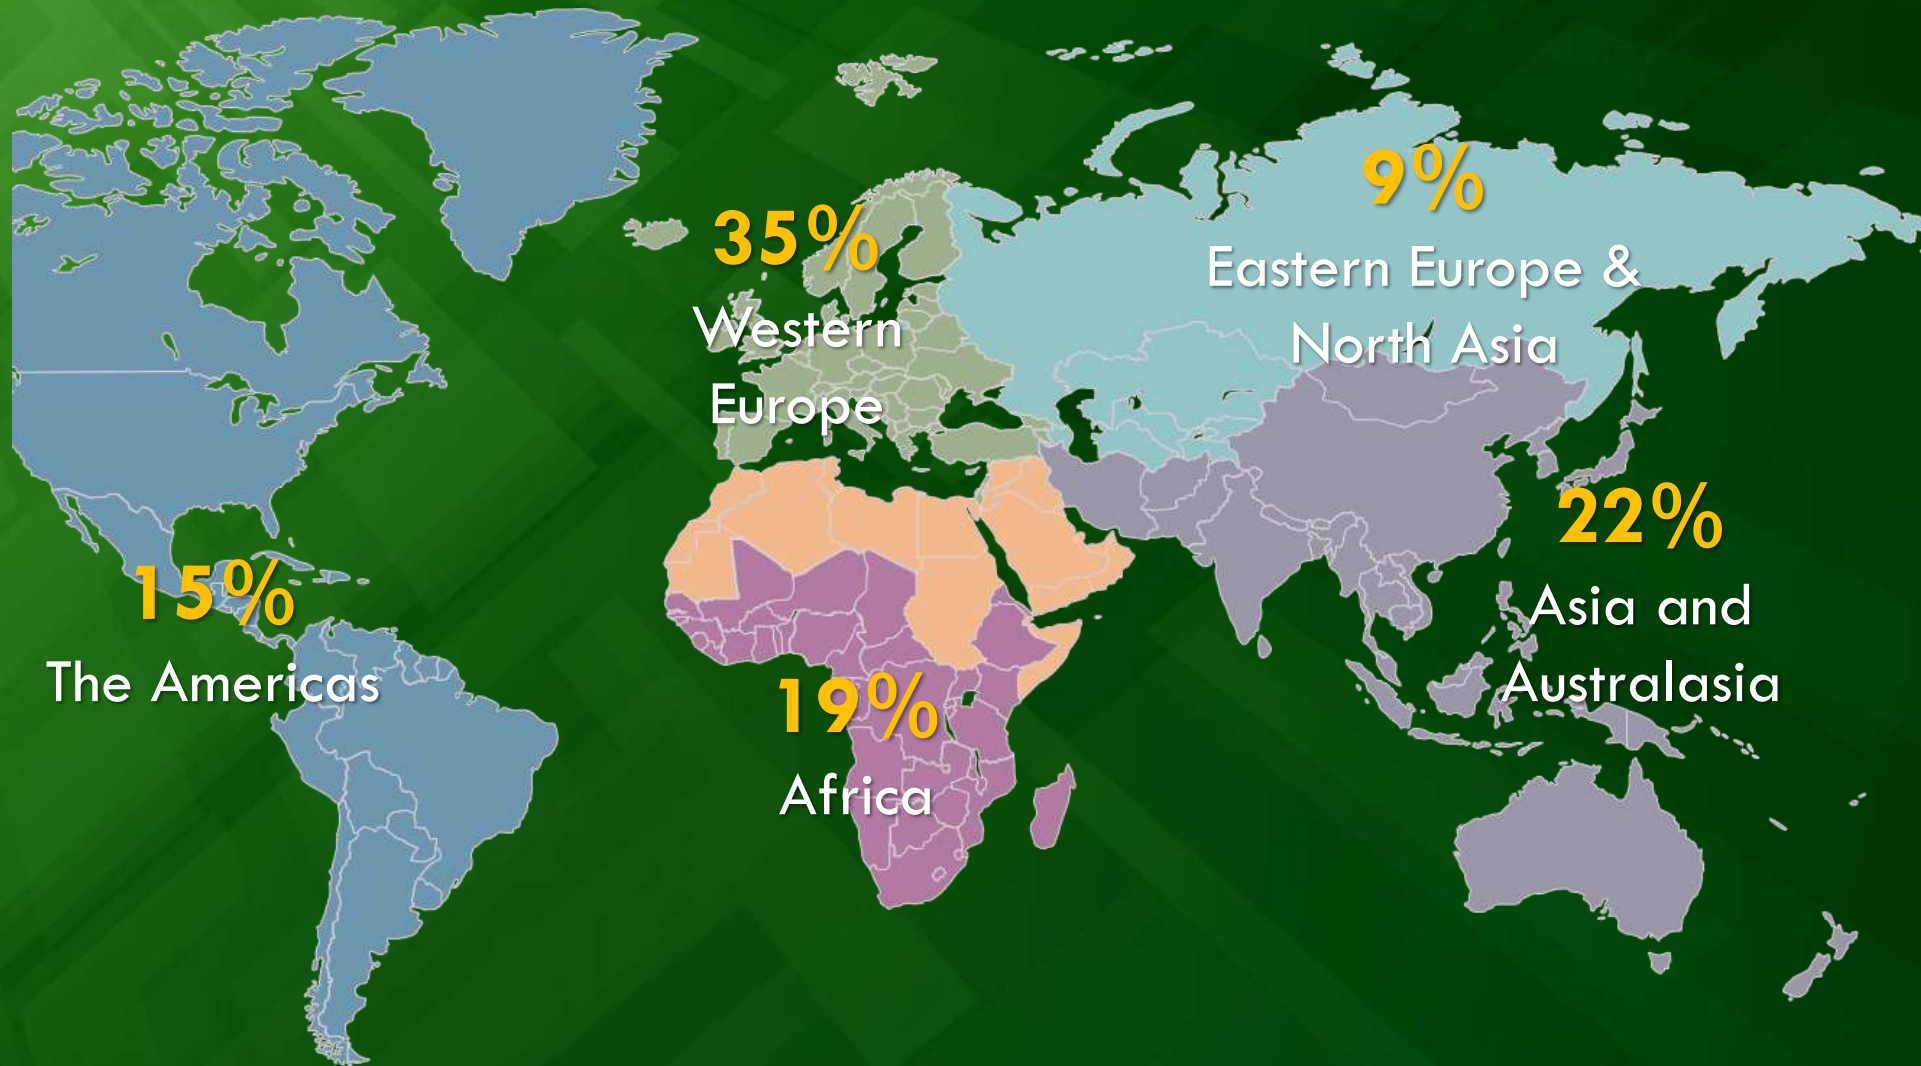 9%
Eastern Europe &
North Asia
35%
Western
Europe
22%
Asia and
Australasia
15%
The Americas
19%
Africa